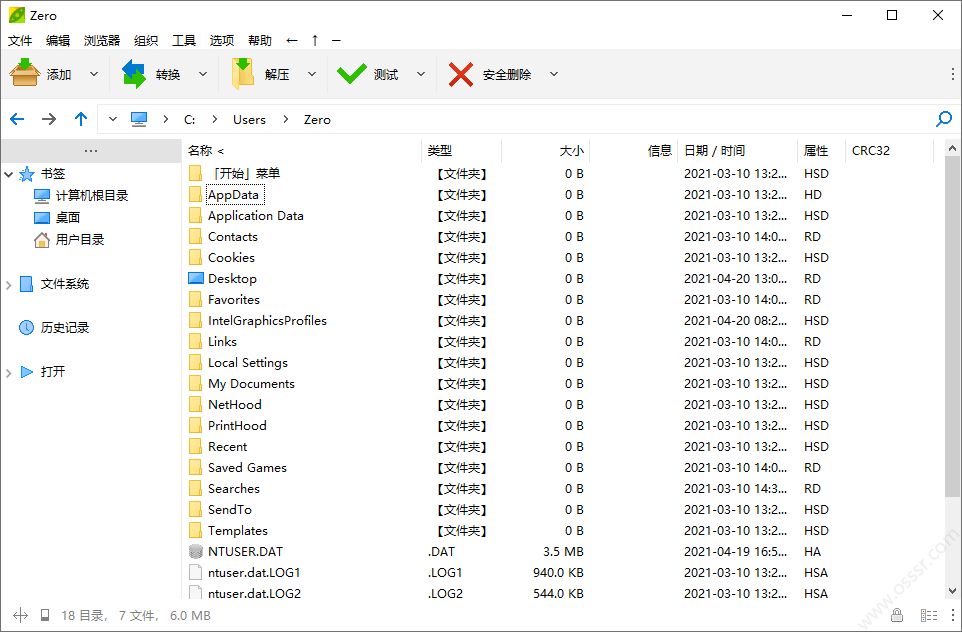 Zero
文件 编辑 浏览器 组织 工具 选项 帮助 ← ↑ –
添加 转换 解压 测试 安全删除
C: > Users > Zero
...
名称 < 类型 大小 信息 日期 / 时间 属性 CRC32
书签
计算机根目录
桌面
用户目录
文件系统
历史记录
打开
「开始」菜单 【文件夹】 0 B 2021-03-10 13:2... HSD
AppData 【文件夹】 0 B 2021-03-10 13:2... HD
Application Data 【文件夹】 0 B 2021-03-10 13:2... HSD
Contacts 【文件夹】 0 B 2021-03-10 14:0... RD
Cookies 【文件夹】 0 B 2021-03-10 13:2... HSD
Desktop 【文件夹】 0 B 2021-04-20 13:0... RD
Favorites 【文件夹】 0 B 2021-03-10 14:0... RD
IntelGraphicsProfiles 【文件夹】 0 B 2021-04-20 08:2... HSD
Links 【文件夹】 0 B 2021-03-10 14:0... RD
Local Settings 【文件夹】 0 B 2021-03-10 13:2... HSD
My Documents 【文件夹】 0 B 2021-03-10 13:2... HSD
NetHood 【文件夹】 0 B 2021-03-10 13:2... HSD
PrintHood 【文件夹】 0 B 2021-03-10 13:2... HSD
Recent 【文件夹】 0 B 2021-03-10 13:2... HSD
Saved Games 【文件夹】 0 B 2021-03-10 14:0... RD
Searches 【文件夹】 0 B 2021-03-10 14:3... RD
SendTo 【文件夹】 0 B 2021-03-10 13:2... HSD
Templates 【文件夹】 0 B 2021-03-10 13:2... HSD
NTUSER.DAT .DAT 3.5 MB 2021-04-19 16:5... HA
ntuser.dat.LOG1 .LOG1 940.0 KB 2021-03-10 13:2... HSA
ntuser.dat.LOG2 .LOG2 544.0 KB 2021-03-10 13:2... HSA
18 目录, 7 文件, 6.0 MB
www.osssr.com